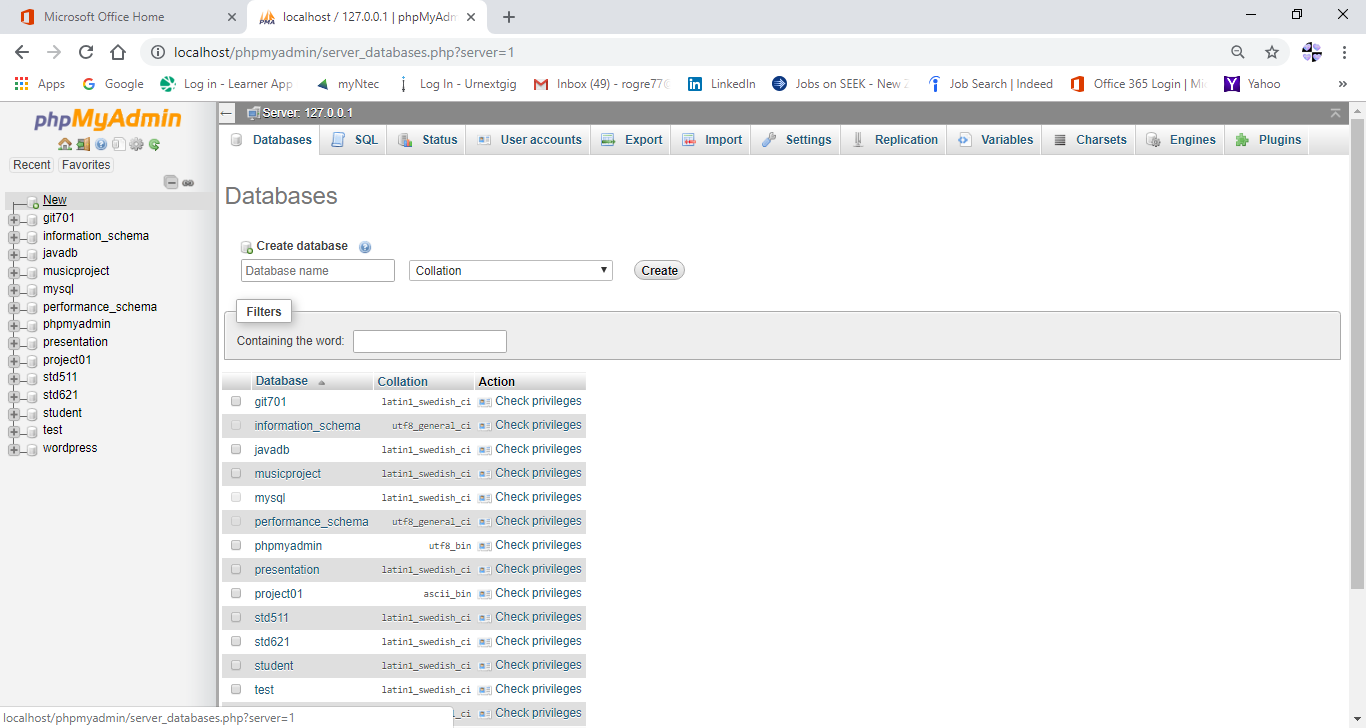 Microsoft Office Home
localhost / 127.0.0.1 | phpMyAdm
localhost/phpmyadmin/server_databases.php?server=1
Apps Google Log in - Learner App myNtec Log In - Urnextgig Inbox (49) - rogre77@ LinkedIn Jobs on SEEK - New Z Job Search | Indeed Office 365 Login | Mi Yahoo »
phpMyAdmin
Recent Favorites
New
git701
information_schema
javadb
musicproject
mysql
performance_schema
phpmyadmin
presentation
project01
std511
std621
student
test
wordpress
Server: 127.0.0.1
Databases SQL Status User accounts Export Import Settings Replication Variables Charsets Engines Plugins
Databases
Create database
Database name Collation Create
Filters
Containing the word:
Database Collation Action
git701 latin1_swedish_ci Check privileges
information_schema utf8_general_ci Check privileges
javadb latin1_swedish_ci Check privileges
musicproject latin1_swedish_ci Check privileges
mysql latin1_swedish_ci Check privileges
performance_schema utf8_general_ci Check privileges
phpmyadmin utf8_bin Check privileges
presentation latin1_swedish_ci Check privileges
project01 ascii_bin Check privileges
std511 latin1_swedish_ci Check privileges
std621 latin1_swedish_ci Check privileges
student latin1_swedish_ci Check privileges
test latin1_swedish_ci Check privileges
_ci Check privileges
localhost/phpmyadmin/server_databases.php?server=1